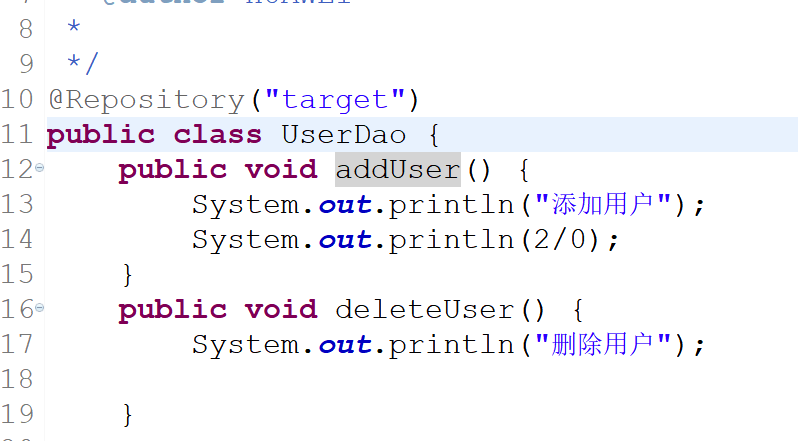 8 *
9 */
10 @Repository("target")
11 public class UserDao {
12 public void addUser() {
13 System.out.println("添加用户");
14 System.out.println(2/0);
15 }
16 public void deleteUser() {
17 System.out.println("删除用户");
18
19 }